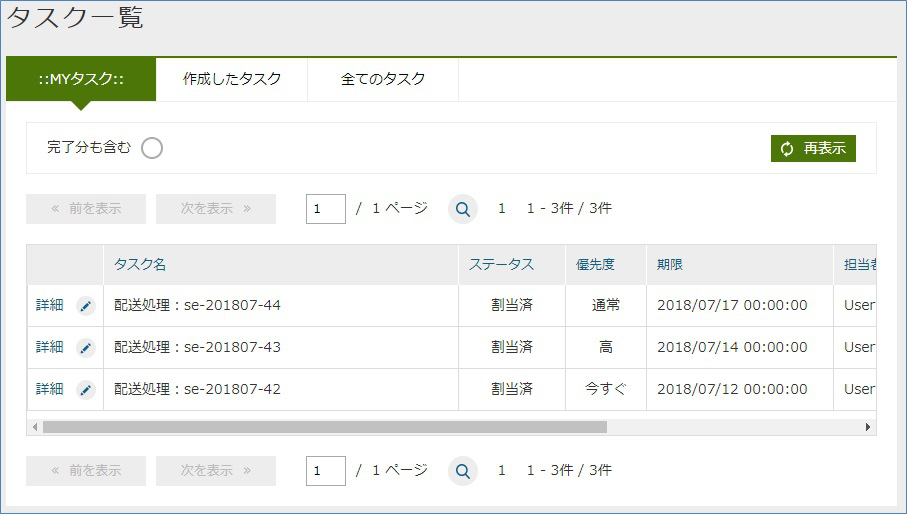 タスク一覧
::MYタスク:: 作成したタスク 全てのタスク
完了分も含む 再表示
« 前を表示 次を表示 » 1 / 1 ページ 1 1 - 3件 / 3件
タスク名 ステータス 優先度 期限 担当者
詳細 配送処理：se-201807-44 割当済 通常 2018/07/17 00:00:00 User
詳細 配送処理：se-201807-43 割当済 高 2018/07/14 00:00:00 User
詳細 配送処理：se-201807-42 割当済 今すぐ 2018/07/12 00:00:00 User
« 前を表示 次を表示 » 1 / 1 ページ 1 1 - 3件 / 3件